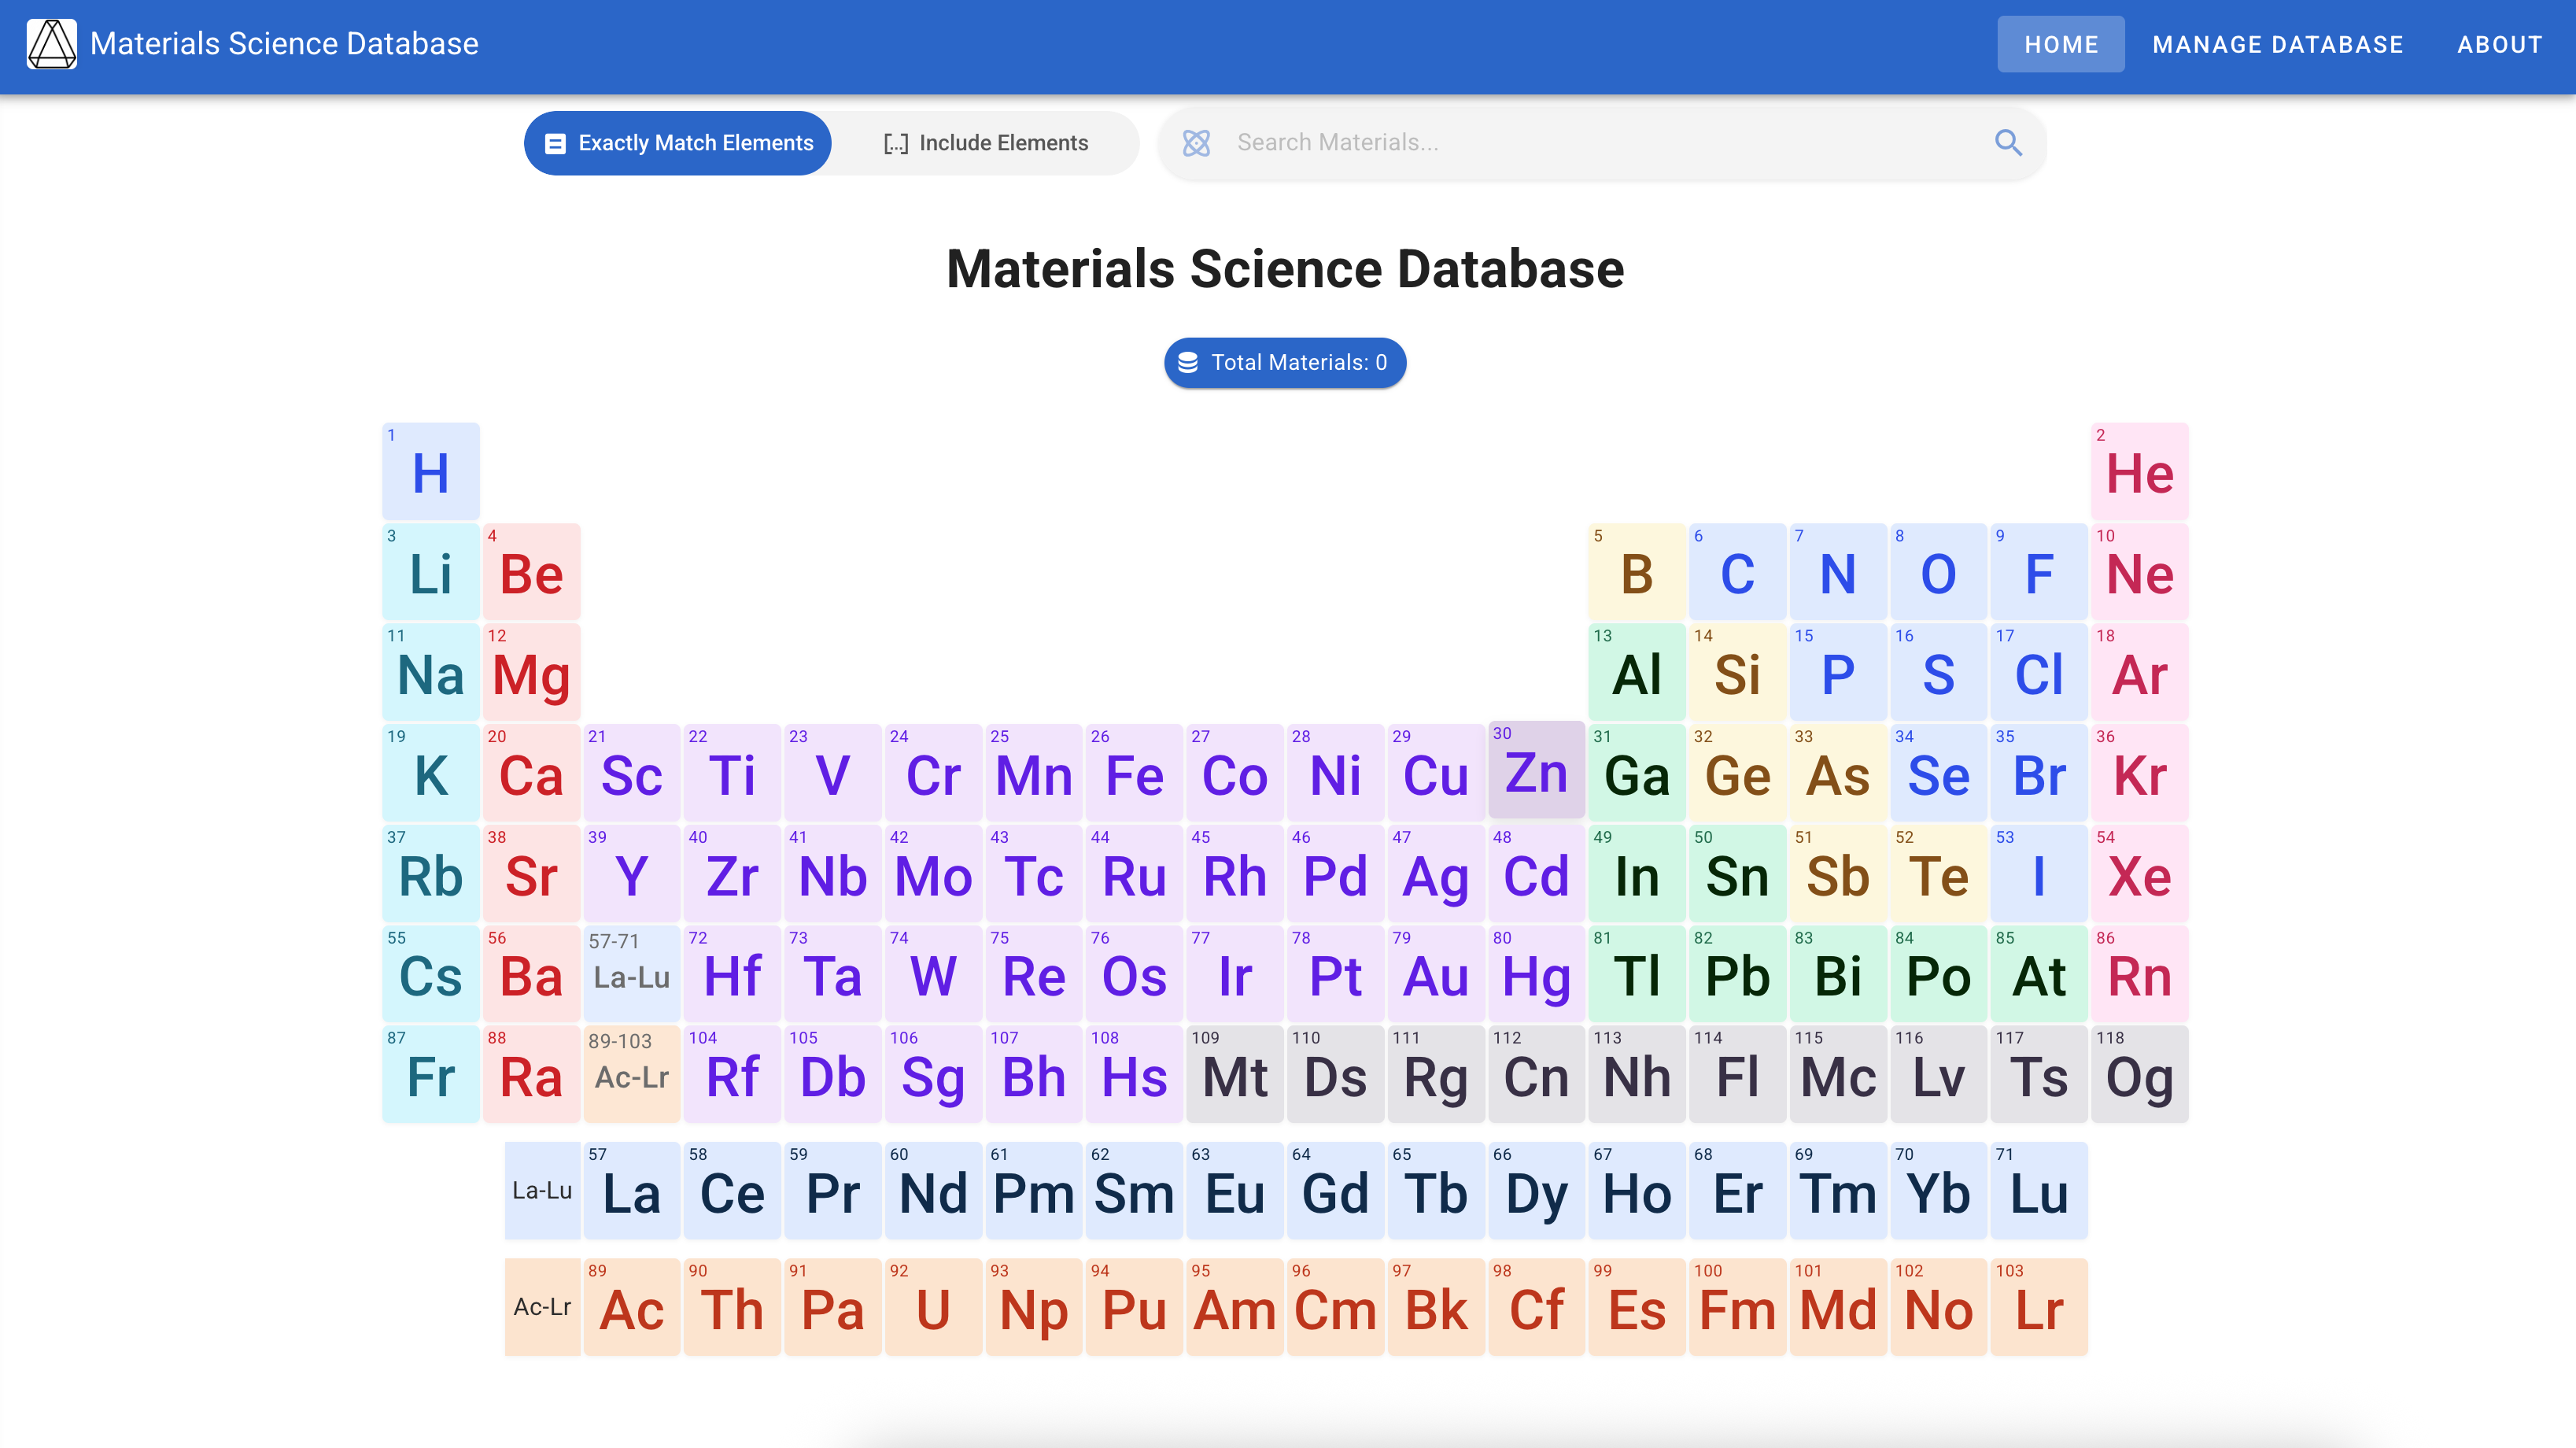 Materials Science Database HOME MANAGE DATABASE ABOUT
Exactly Match Elements [...] Include Elements Search Materials...
Materials Science Database
Total Materials: 0
1 2
H He
3 4 5 6 7 8 9 10
Li Be B C N O F Ne
11 12 13 14 15 16 17 18
Na Mg Al Si P S Cl Ar
19 20 21 22 23 24 25 26 27 28 29 30 31 32 33 34 35 36
K Ca Sc Ti V Cr Mn Fe Co Ni Cu Zn Ga Ge As Se Br Kr
37 38 39 40 41 42 43 44 45 46 47 48 49 50 51 52 53 54
Rb Sr Y Zr Nb Mo Tc Ru Rh Pd Ag Cd In Sn Sb Te I Xe
55 56 57-71 72 73 74 75 76 77 78 79 80 81 82 83 84 85 86
Cs Ba La-Lu Hf Ta W Re Os Ir Pt Au Hg Tl Pb Bi Po At Rn
87 88 89-103 104 105 106 107 108 109 110 111 112 113 114 115 116 117 118
Fr Ra Ac-Lr Rf Db Sg Bh Hs Mt Ds Rg Cn Nh Fl Mc Lv Ts Og
57 58 59 60 61 62 63 64 65 66 67 68 69 70 71
La-Lu La Ce Pr Nd Pm Sm Eu Gd Tb Dy Ho Er Tm Yb Lu
89 90 91 92 93 94 95 96 97 98 99 100 101 102 103
Ac-Lr Ac Th Pa U Np Pu Am Cm Bk Cf Es Fm Md No Lr